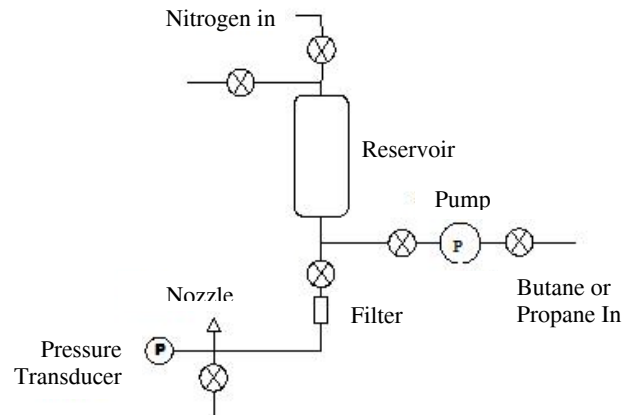 Nitrogen in
Reservoir
Pump
P
Butane or
Propane In
Nozzle
Filter
Pressure
Transducer
P